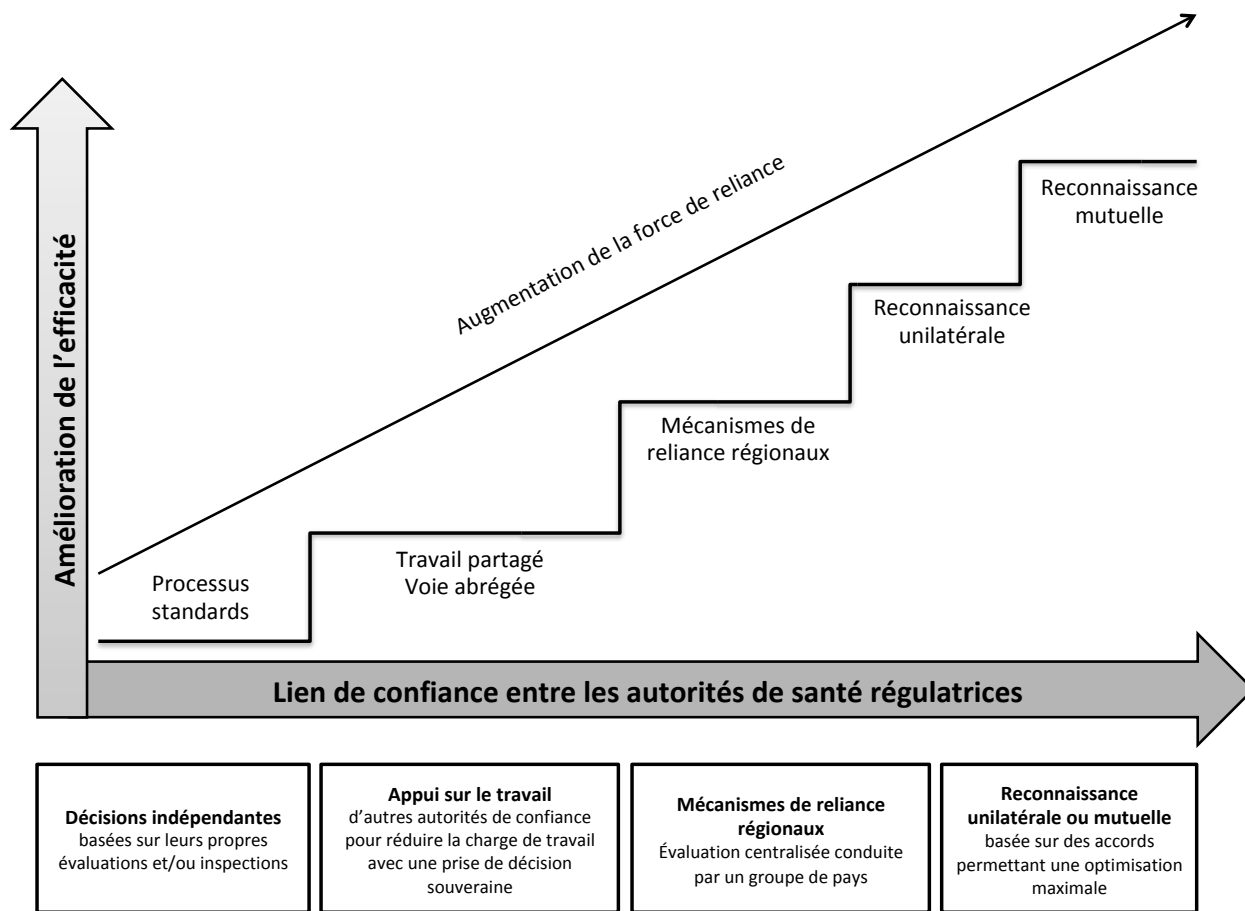 Amélioration de l'efficacité
Augmentation de la force de reliance
Reconnaissance
mutuelle
Reconnaissance
unilatérale
Mécanismes de
reliance régionaux
Travail partagé
Voie abrégée
Processus
standards
Lien de confiance entre les autorités de santé régulatrices
Décisions indépendantes
basées sur leurs propres
évaluations et/ou inspections
Appui sur le travail
d'autres autorités de confiance
pour réduire la charge de travail
avec une prise de décision
souveraine
Mécanismes de reliance
régionaux
Évaluation centralisée conduite
par un groupe de pays
Reconnaissance
unilatérale ou mutuelle
basée sur des accords
permettant une optimisation
maximale